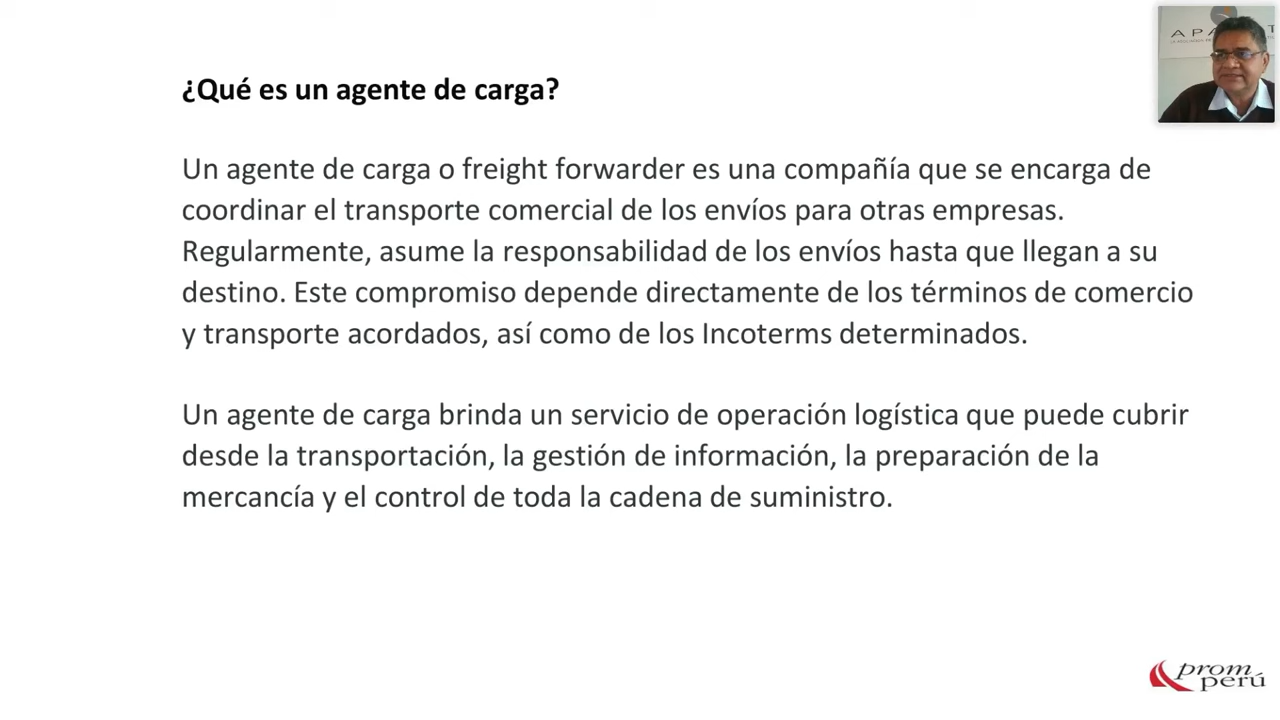 ¿Qué es un agente de carga?
Un agente de carga o freight forwarder es una compañía que se encarga de
coordinar el transporte comercial de los envíos para otras empresas.
Regularmente, asume la responsabilidad de los envíos hasta que llegan a su
destino. Este compromiso depende directamente de los términos de comercio
y transporte acordados, así como de los Incoterms determinados.
Un agente de carga brinda un servicio de operación logística que puede cubrir
desde la transportación, la gestión de información, la preparación de la
mercancía y el control de toda la cadena de suministro.
prom
perú